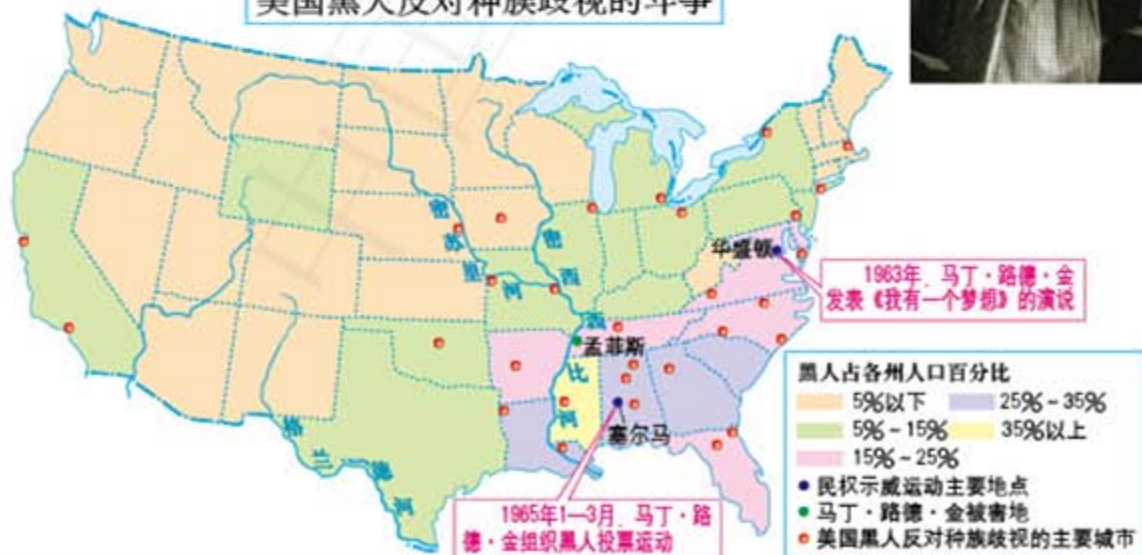 美国黑人反对种族歧视的斗争
密
苏
里
河
密
西
西
比
河
华盛顿
1963年，马丁·路德·金
发表《我有一个梦想》的演说
孟菲斯
塞尔马
格
兰
德
河
1965年1—3月，马丁·路
德·金组织黑人投票运动
黑人占各州人口百分比
5%以下 25%~35%
5%~15% 35%以上
15%~25%
民权示威运动主要地点
马丁·路德·金被害地
美国黑人反对种族歧视的主要城市